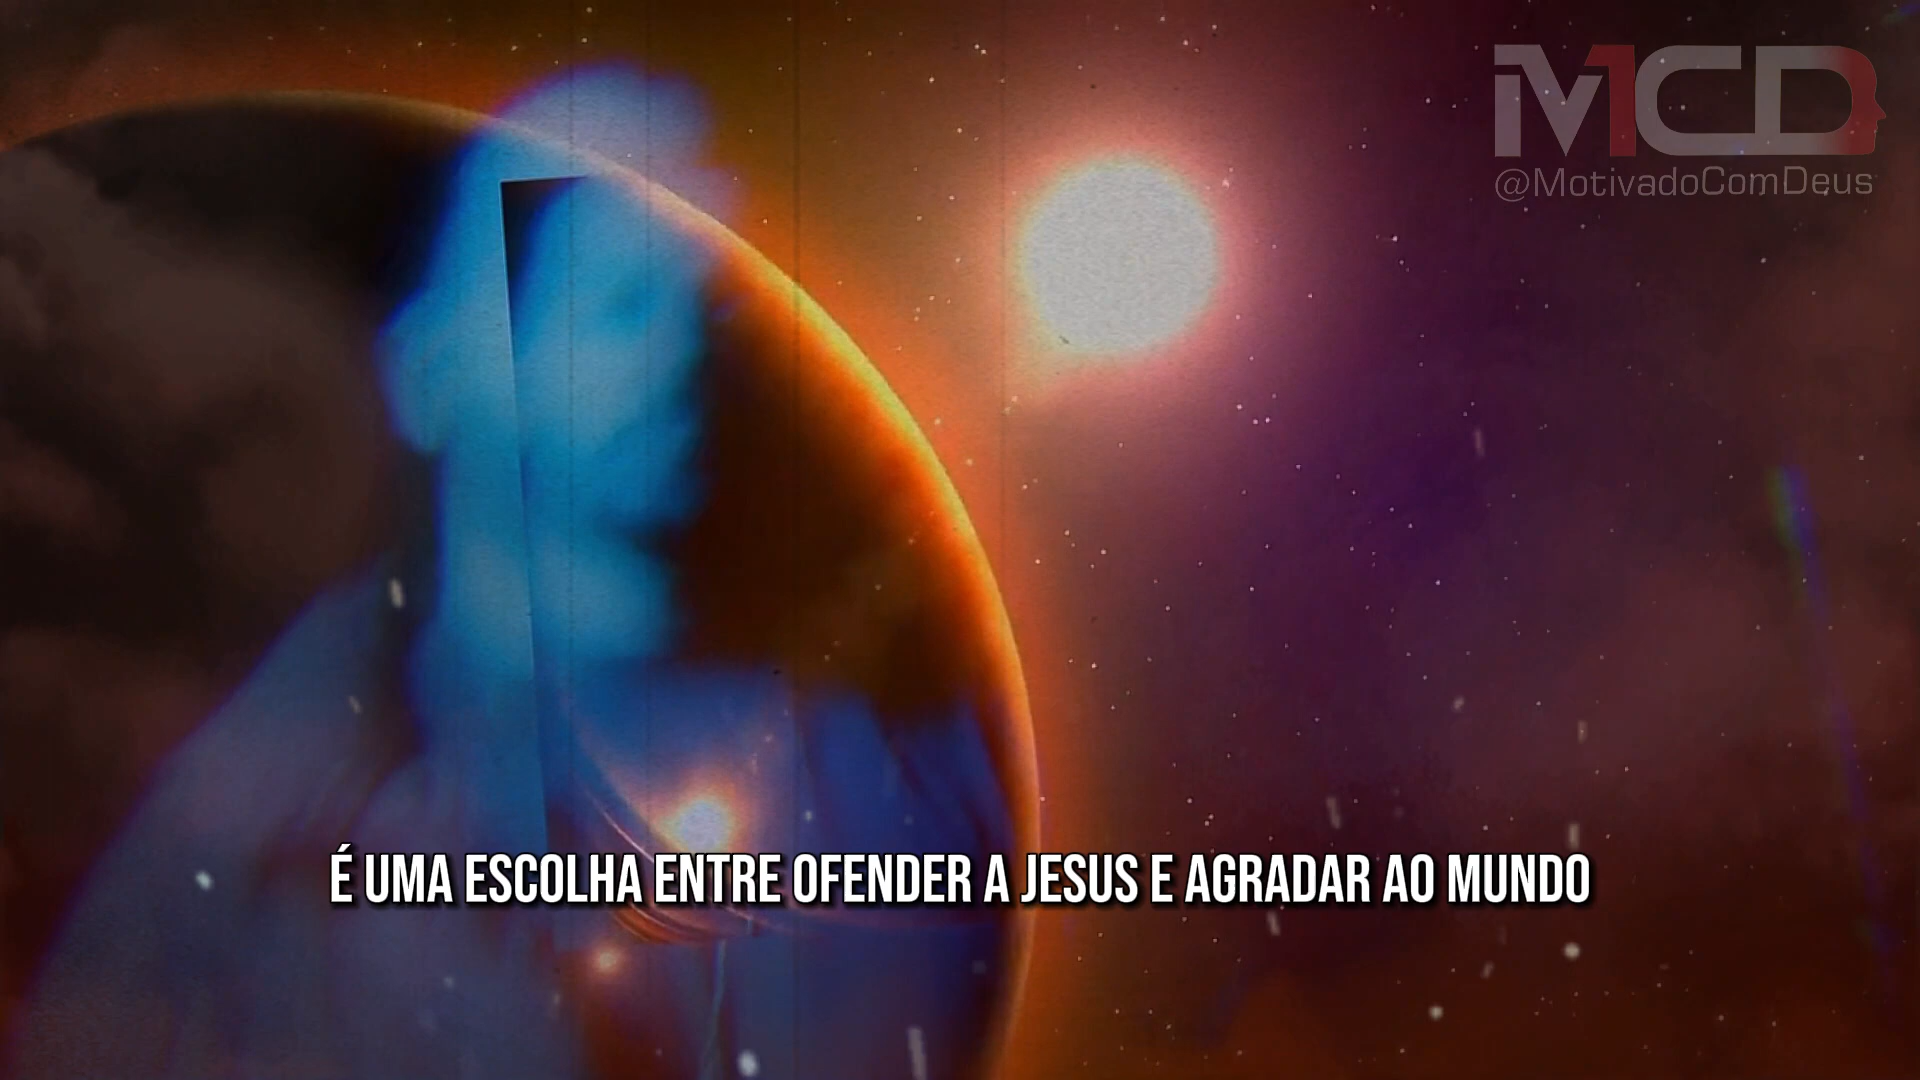 MCD
@MotivadoComDeus
É UMA ESCOLHA ENTRE OFENDER A JESUS E AGRADAR AO MUNDO